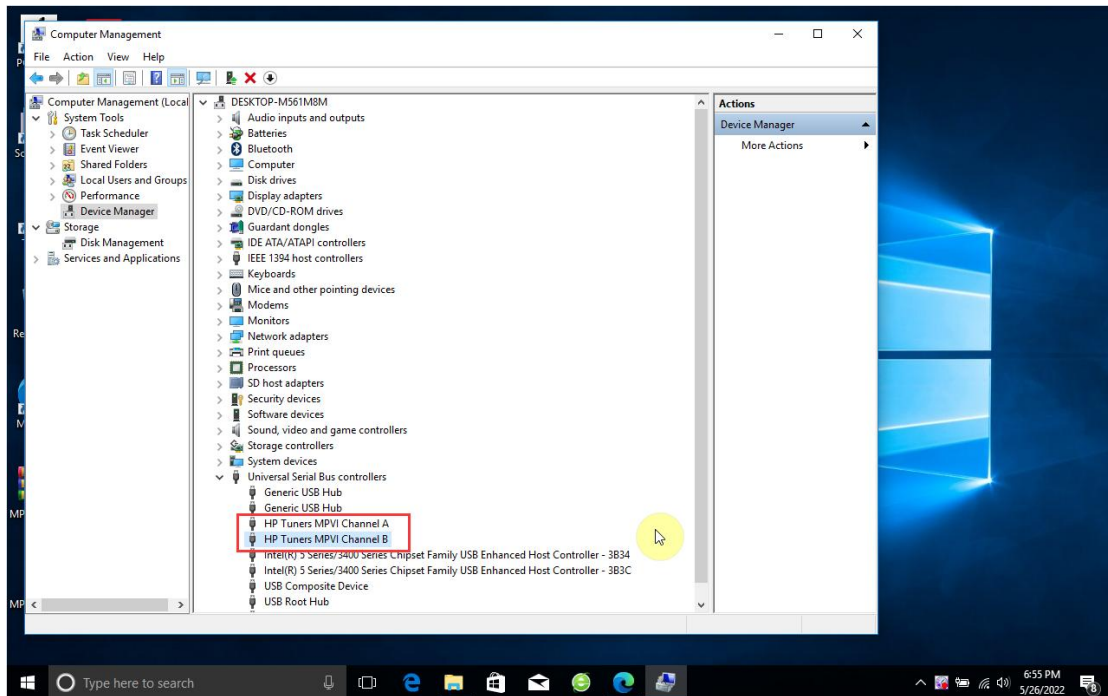 Computer Management
File Action View Help
Computer Management (Local
System Tools
Task Scheduler
Event Viewer
Shared Folders
Local Users and Groups
Performance
Device Manager
Storage
Disk Management
Services and Applications
DESKTOP-M561M8M
Audio inputs and outputs
Batteries
Bluetooth
Computer
Disk drives
Display adapters
DVD/CD-ROM drives
Guardant dongles
IDE ATA/ATAPI controllers
IEEE 1394 host controllers
Keyboards
Mice and other pointing devices
Modems
Monitors
Network adapters
Print queues
Processors
SD host adapters
Security devices
Software devices
Sound, video and game controllers
Storage controllers
System devices
Universal Serial Bus controllers
Generic USB Hub
Generic USB Hub
HP Tuners MPVI Channel A
HP Tuners MPVI Channel B
Intel(R) 5 Series/3400 Series Chipset Family USB Enhanced Host Controller - 3B34
Intel(R) 5 Series/3400 Series Chipset Family USB Enhanced Host Controller - 3B3C
USB Composite Device
USB Root Hub
Actions
Device Manager
More Actions
Sc
Re
M
MP
MP
Type here to search
6:55 PM
5/26/2022
8